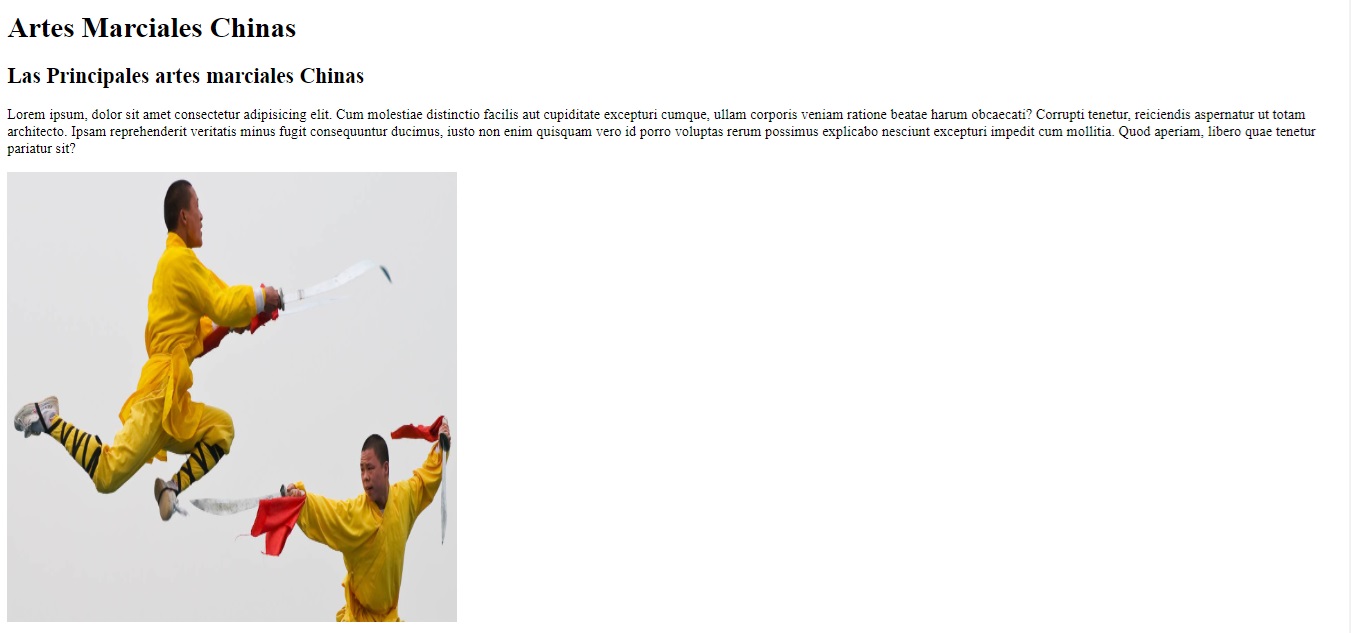 Artes Marciales Chinas
Las Principales artes marciales Chinas
Lorem ipsum, dolor sit amet consectetur adipisicing elit. Cum molestiae distinctio facilis aut cupiditate excepturi cumque, ullam corporis veniam ratione beatae harum obcaecati? Corrupti tenetur, reiciendis aspernatur ut totam
architecto. Ipsam reprehenderit veritatis minus fugit consequuntur ducimus, iusto non enim quisquam vero id porro voluptas rerum possimus explicabo nesciunt excepturi impedit cum mollitia. Quod aperiam, libero quae tenetur
pariatur sit?